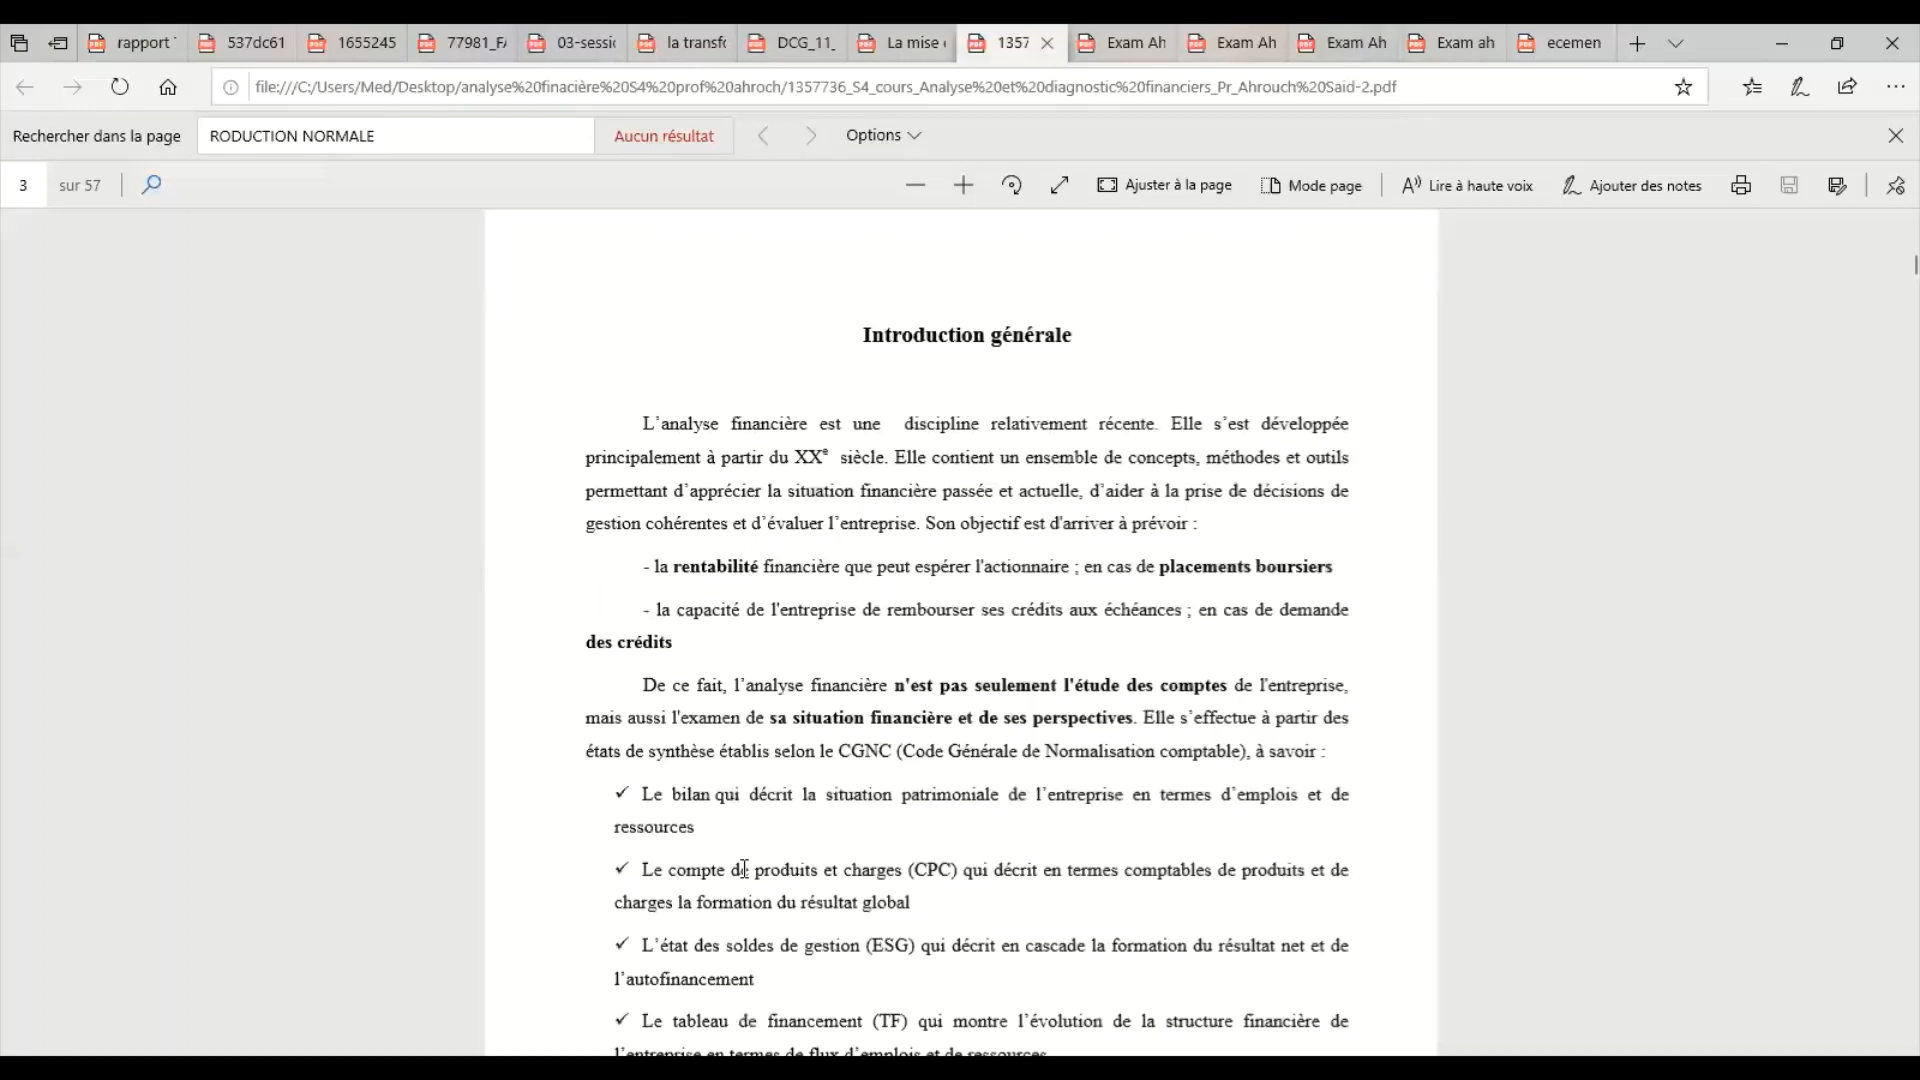 rapport
537dc61
1655245
77981_F
03-sessi
la transfo
DCG_11_
La mise
1357
Exam Ah
Exam Ah
Exam Ah
Exam ah
ecemen
file:///C:/Users/Med/Desktop/analyse%20finacière%20S4%20prof%20ahroch/1357736_S4_cours_Analyse%20et%20diagnostic%20financiers_Pr_Ahrouch%20Said-2.pdf
Rechercher dans la page
RODUCTION NORMALE
Aucun résultat
Options
3
sur 57
Ajuster à la page
Mode page
Lire à haute voix
Ajouter des notes
Introduction générale
L'analyse financière est une discipline relativement récente. Elle s'est développée
principalement à partir du XXe siècle. Elle contient un ensemble de concepts, méthodes et outils
permettant d'apprécier la situation financière passée et actuelle, d'aider à la prise de décisions de
gestion cohérentes et d'évaluer l'entreprise. Son objectif est d'arriver à prévoir :
- la rentabilité financière que peut espérer l'actionnaire ; en cas de placements boursiers
- la capacité de l'entreprise de rembourser ses crédits aux échéances ; en cas de demande
des crédits
De ce fait, l'analyse financière n'est pas seulement l'étude des comptes de l'entreprise,
mais aussi l'examen de sa situation financière et de ses perspectives. Elle s'effectue à partir des
états de synthèse établis selon le CGNC (Code Générale de Normalisation comptable), à savoir :
✓ Le bilan qui décrit la situation patrimoniale de l'entreprise en termes d'emplois et de
ressources
✓ Le compte de produits et charges (CPC) qui décrit en termes comptables de produits et de
charges la formation du résultat global
✓ L'état des soldes de gestion (ESG) qui décrit en cascade la formation du résultat net et de
l'autofinancement
✓ Le tableau de financement (TF) qui montre l'évolution de la structure financière de
l'entreprise en termes de flux d'emplois et de ressources